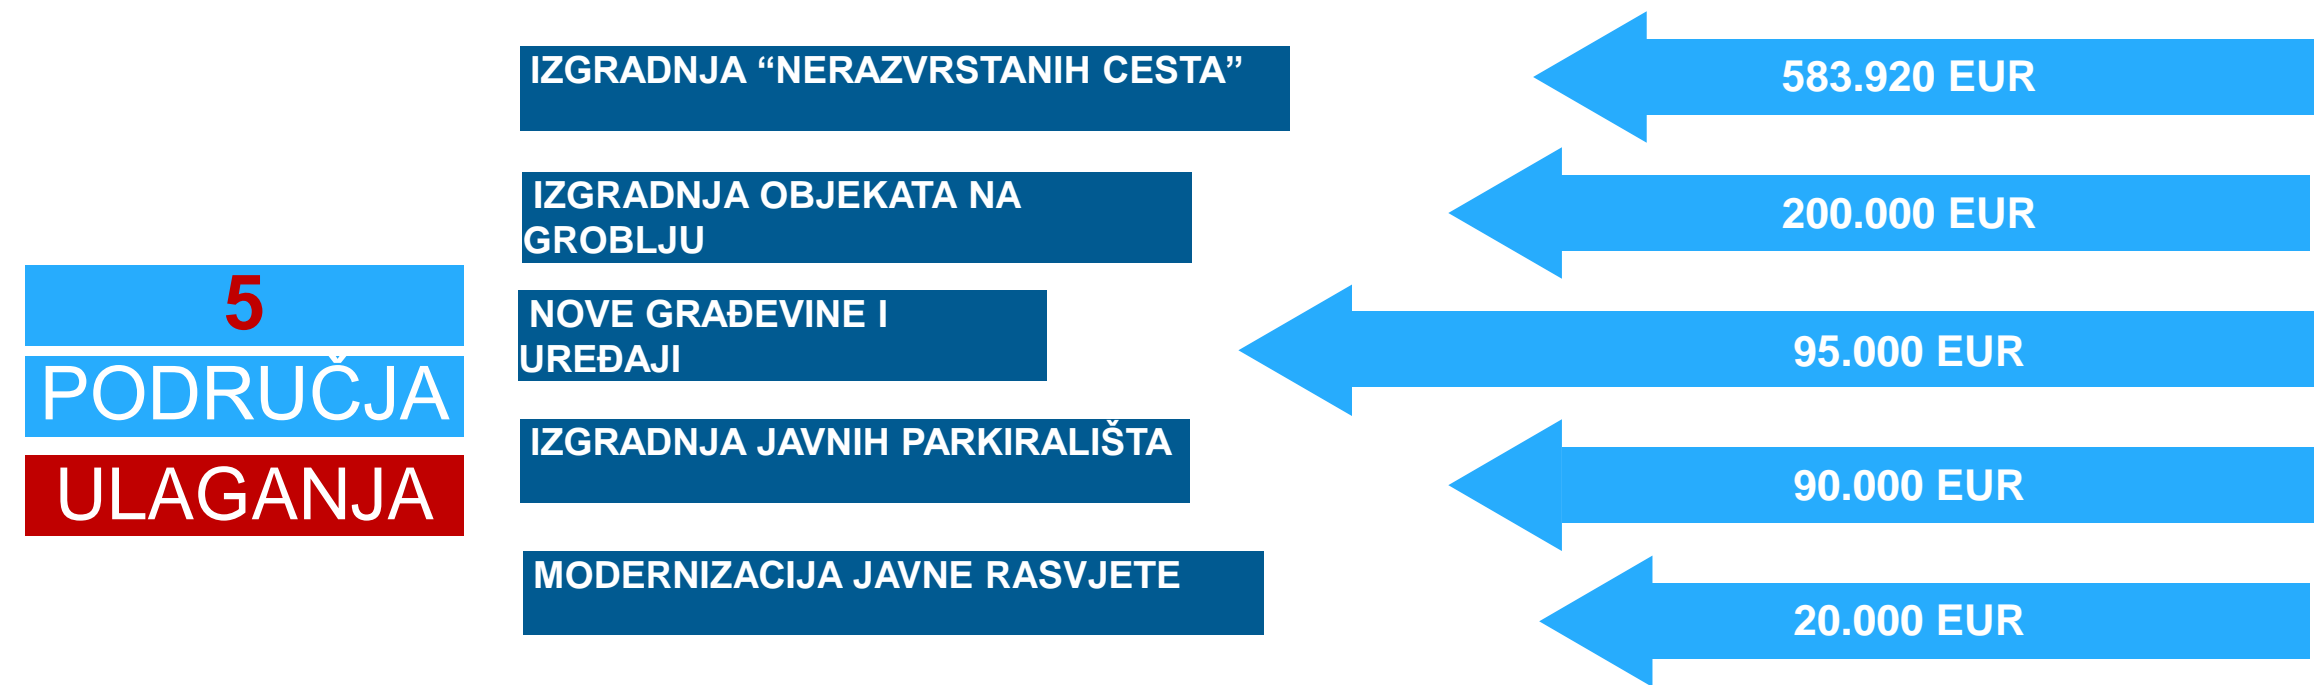 5
PODRUČJA
ULAGANJA
IZGRADNJA “NERAZVRSTANIH CESTA”
583.920 EUR
IZGRADNJA OBJEKATA NA
GROBLJU
200.000 EUR
NOVE GRAĐEVINE I
UREĐAJI
95.000 EUR
IZGRADNJA JAVNIH PARKIRALIŠTA
90.000 EUR
MODERNIZACIJA JAVNE RASVJETE
20.000 EUR